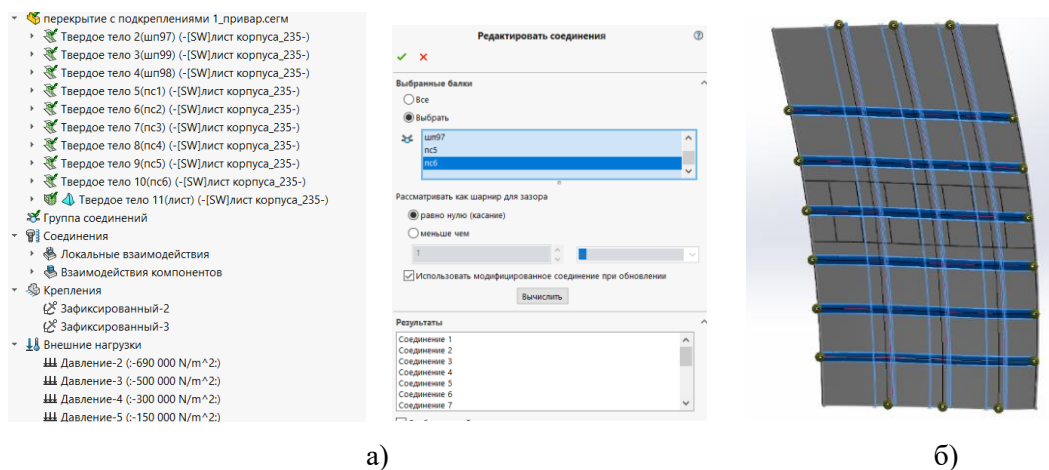 перекрытие с подкреплениями 1_привар.сегм
Твердое тело 2(шп97) (-[SW]лист корпуса_235-)
Твердое тело 3(шп99) (-[SW]лист корпуса_235-)
Твердое тело 4(шп98) (-[SW]лист корпуса_235-)
Твердое тело 5(пс1) (-[SW]лист корпуса_235-)
Твердое тело 6(пс2) (-[SW]лист корпуса_235-)
Твердое тело 7(пс3) (-[SW]лист корпуса_235-)
Твердое тело 8(пс4) (-[SW]лист корпуса_235-)
Твердое тело 9(пс5) (-[SW]лист корпуса_235-)
Твердое тело 10(пс6) (-[SW]лист корпуса_235-)
Твердое тело 11(лист) (-[SW]лист корпуса_235-)
Группа соединений
Соединения
Локальные взаимодействия
Взаимодействия компонентов
Крепления
Зафиксированный-2
Зафиксированный-3
Внешние нагрузки
Давление-2 (:-690 000 N/m^2:)
Давление-3 (:-500 000 N/m^2:)
Давление-4 (:-300 000 N/m^2:)
Давление-5 (:-150 000 N/m^2:)
Редактировать соединения
Выбранные балки
Все
Выбрать
шп97
пс5
пс6
Рассматривать как шарнир для зазора
равно нулю (касание)
меньше чем
1
Использовать модифицированное соединение при обновлении
Вычислить
Результаты
Соединение 1
Соединение 2
Соединение 3
Соединение 4
Соединение 5
Соединение 6
Соединение 7
а)
б)